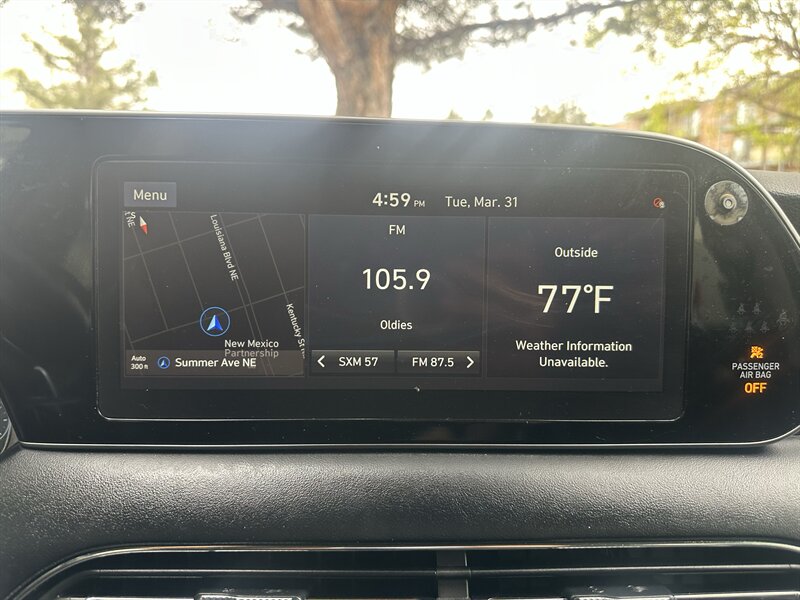 Menu
4:59 PM Tue, Mar. 31
S
NE
Louisiana Blvd NE
Kentucky St
New Mexico
Partnership
Auto
300 ft
Summer Ave NE
FM
105.9
Oldies
SXM 57
FM 87.5
Outside
77°F
Weather Information
Unavailable.
PASSENGER
AIR BAG
OFF